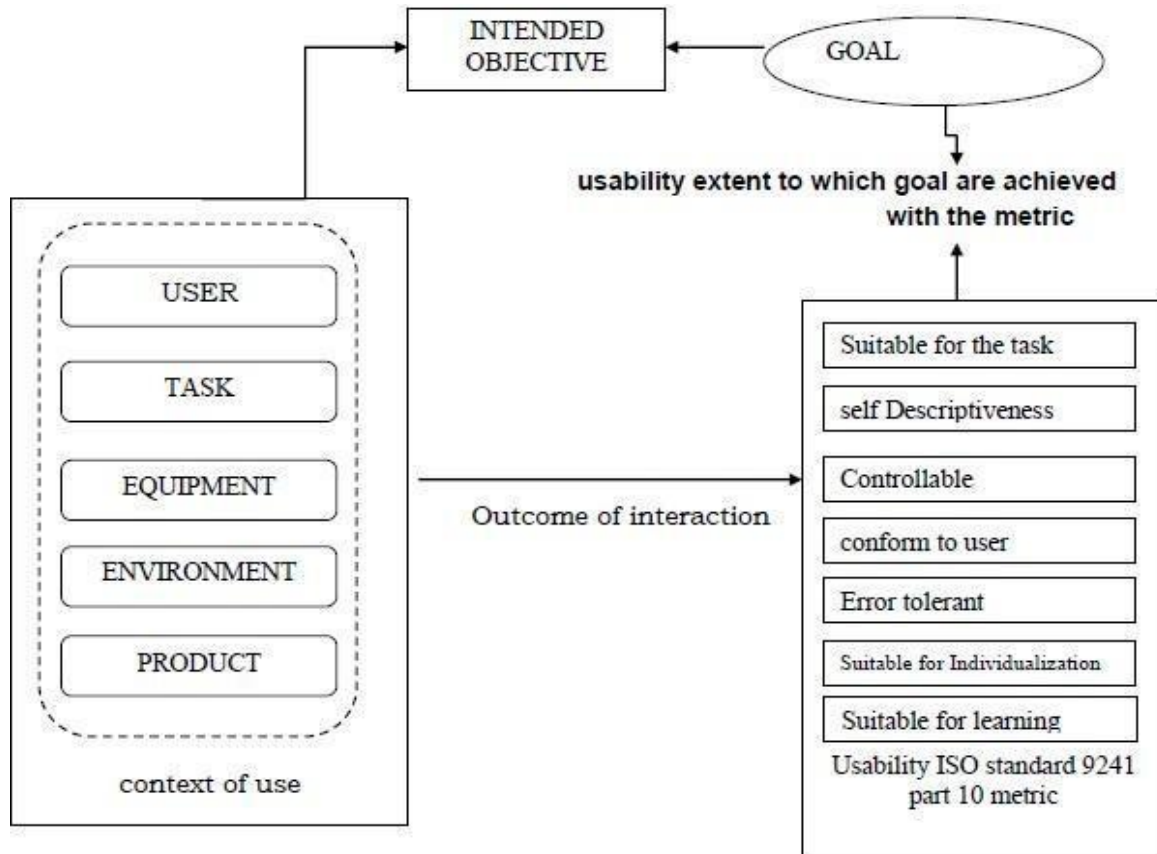 INTENDED
OBJECTIVE
GOAL
usability extent to which goal are achieved
with the metric
USER
TASK
EQUIPMENT
ENVIRONMENT
PRODUCT
context of use
Outcome of interaction
Suitable for the task
self Descriptiveness
Controllable
conform to user
Error tolerant
Suitable for Individualization
Suitable for learning
Usability ISO standard 9241
part 10 metric